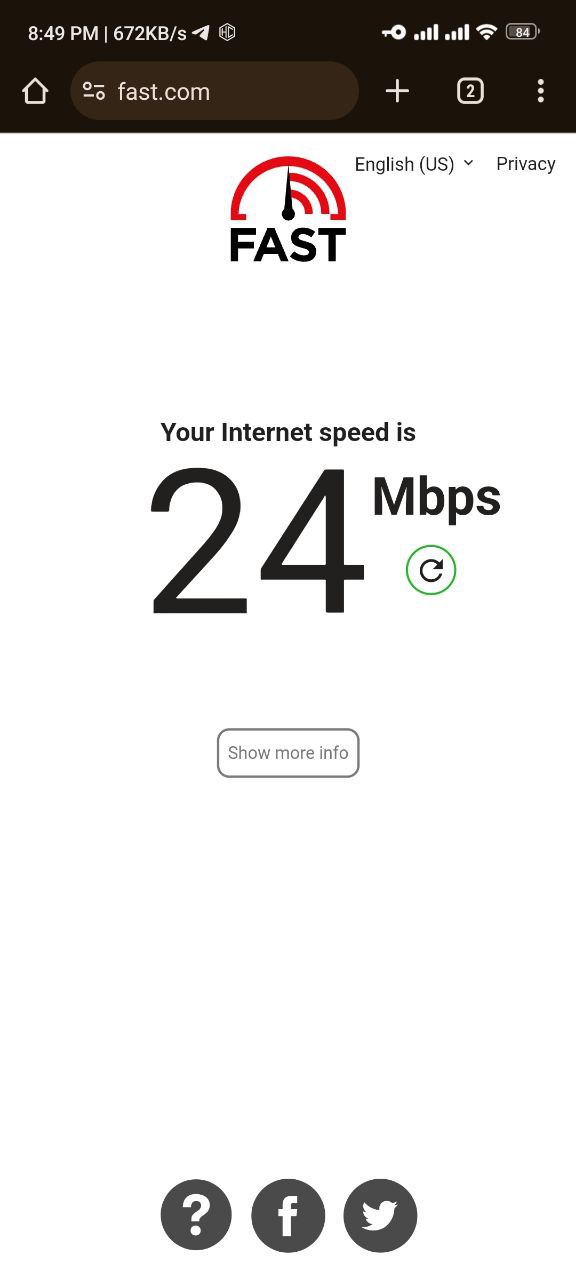 8:49 PM | 672KB/s HC 84
fast.com 2
English (US) Privacy
FAST
Your Internet speed is
24 Mbps
Show more info
? f